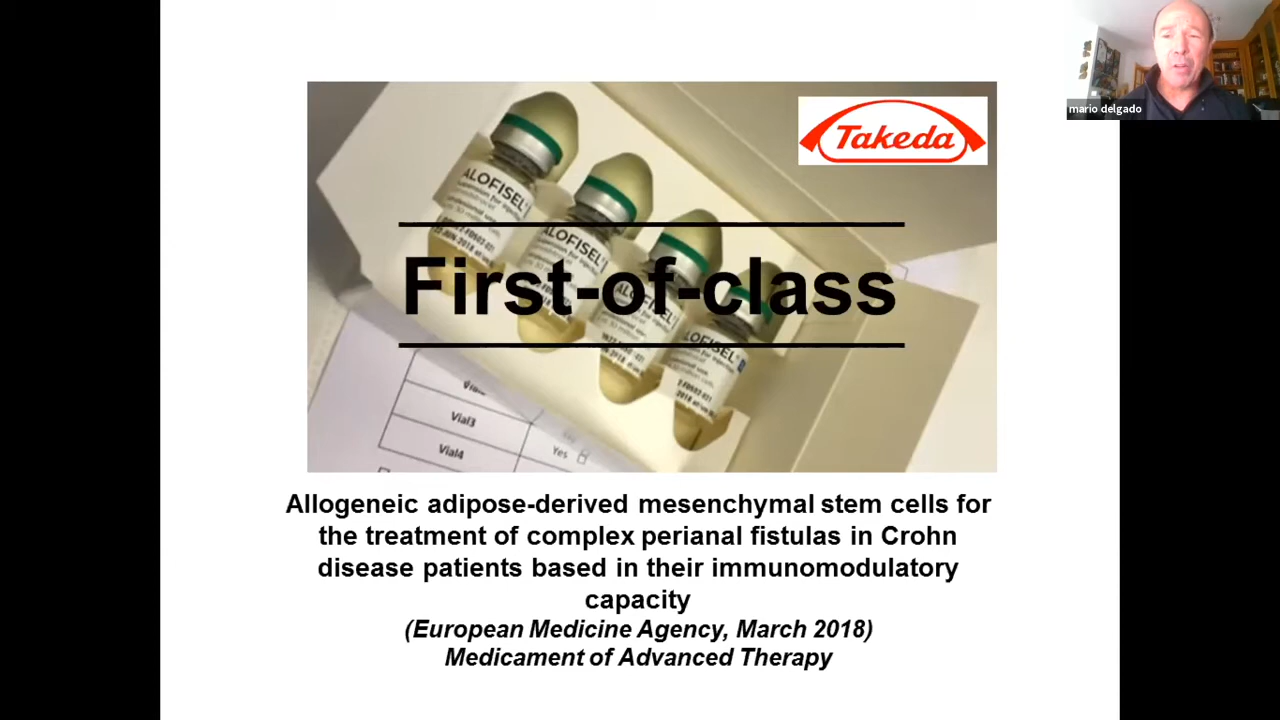 mario delgado
Takeda
ALOFISEL
ALOFISEL
ALOFISEL
ALOFISEL
First-of-class
Vial3
Vial4
Yes
Allogeneic adipose-derived mesenchymal stem cells for
the treatment of complex perianal fistulas in Crohn
disease patients based in their immunomodulatory
capacity
(European Medicine Agency, March 2018)
Medicament of Advanced Therapy